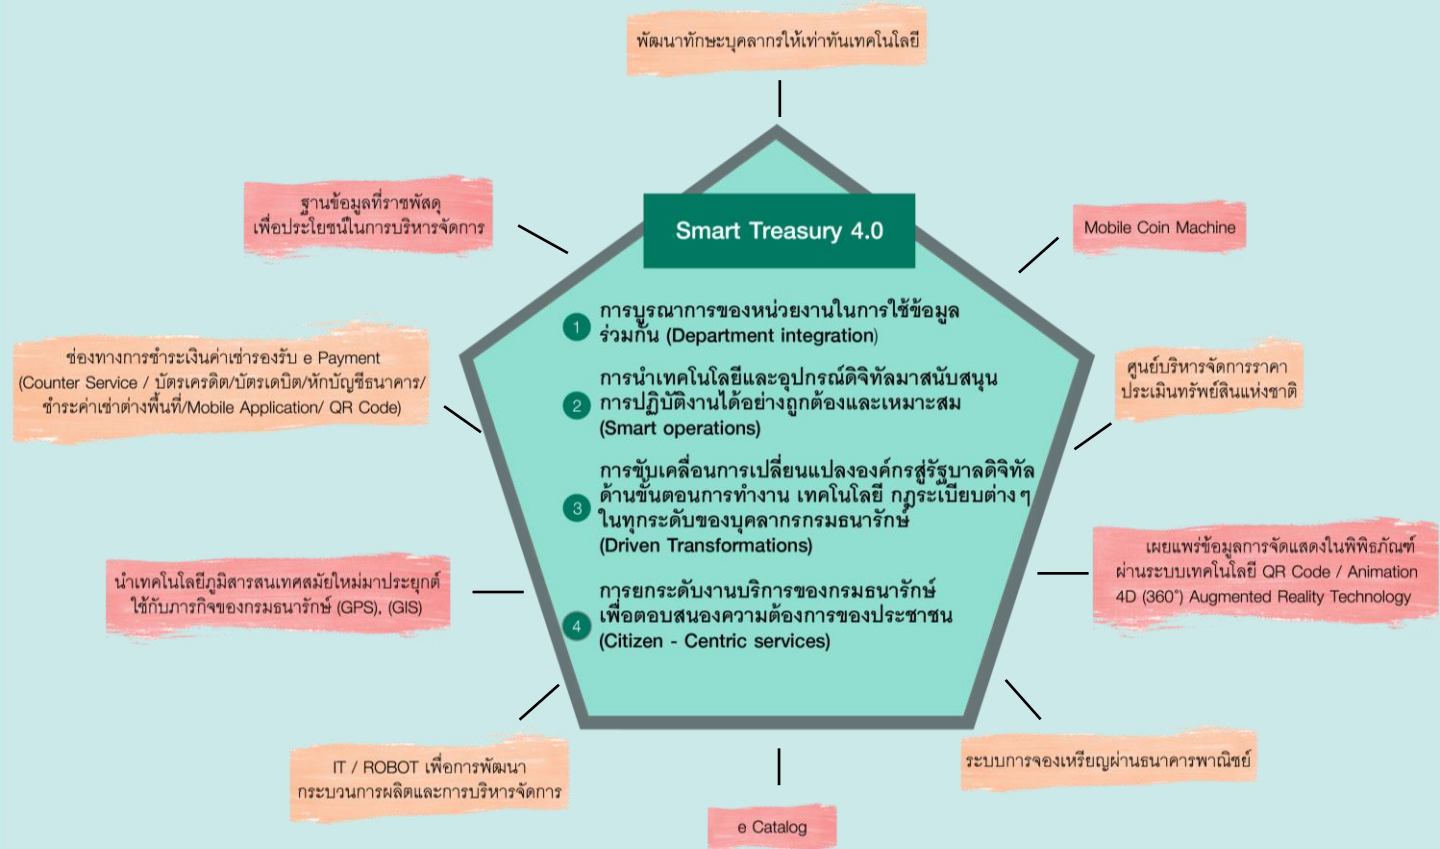 พัฒนาทักษะบุคลากรให้เท่าทันเทคโนโลยี
ฐานข้อมูลที่ราชพัสดุ
เพื่อประโยชน์ในการบริหารจัดการ
Smart Treasury 4.0
Mobile Coin Machine
1 การบูรณาการของหน่วยงานในการใช้ข้อมูล
ร่วมกัน (Department integration)
2 การนำเทคโนโลยีและอุปกรณ์ดิจิทัลมาสนับสนุน
การปฏิบัติงานได้อย่างถูกต้องและเหมาะสม
(Smart operations)
3 การขับเคลื่อนการเปลี่ยนแปลงองค์กรสู่รัฐบาลดิจิทัล
ด้านขั้นตอนการทำงาน เทคโนโลยี กฎระเบียบต่าง ๆ
ในทุกระดับของบุคลากรกรมธนารักษ์
(Driven Transformations)
4 การยกระดับงานบริการของกรมธนารักษ์
เพื่อตอบสนองความต้องการของประชาชน
(Citizen - Centric services)
ช่องทางการชำระเงินค่าเช่ารองรับ e Payment
(Counter Service / บัตรเครดิต/บัตรเดบิต/หักบัญชีธนาคาร/
ชำระค่าเช่าต่างพื้นที่/Mobile Application/ QR Code)
ศูนย์บริหารจัดการราคา
ประเมินทรัพย์สินแห่งชาติ
นำเทคโนโลยีภูมิสารสนเทศสมัยใหม่มาประยุกต์
ใช้กับภารกิจของกรมธนารักษ์ (GPS), (GIS)
เผยแพร่ข้อมูลการจัดแสดงในพิพิธภัณฑ์
ผ่านระบบเทคโนโลยี QR Code / Animation
4D (360°) Augmented Reality Technology
IT / ROBOT เพื่อการพัฒนา
กระบวนการผลิตและการบริหารจัดการ
ระบบการจองเหรียญผ่านธนาคารพาณิชย์
e Catalog